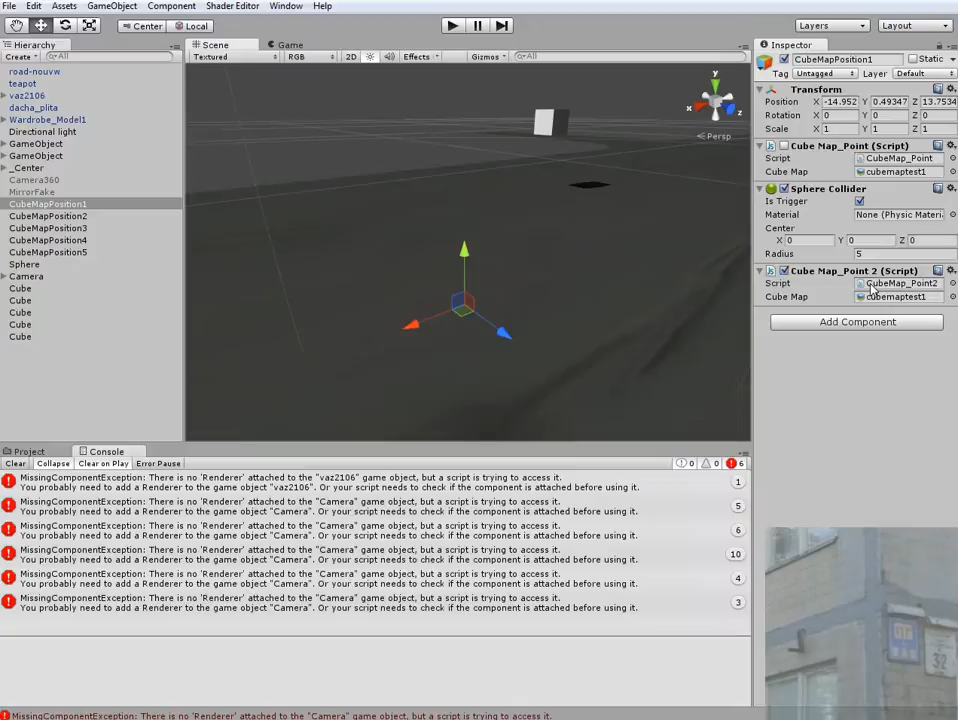 File Edit Assets GameObject Component Shader Editor Window Help
Center Local Layers Layout
Hierarchy
Create All
road-nouvw
teapot
vaz2106
dacha_plita
Wardrobe_Model1
Directional light
GameObject
GameObject
_Center
Camera360
MirrorFake
CubeMapPosition1
CubeMapPosition2
CubeMapPosition3
CubeMapPosition4
CubeMapPosition5
Sphere
Camera
Cube
Cube
Cube
Cube
Cube
Scene Game
Textured RGB 2D Effects Gizmos All
y
x
z
Persp
Inspector
CubeMapPosition1 Static
Tag Untagged Layer Default
Transform
Position X -14.952 Y 0.49347 Z 13.7534
Rotation X 0 Y 0 Z 0
Scale X 1 Y 1 Z 1
Cube Map_Point (Script)
Script CubeMap_Point
Cube Map cubemaptest1
Sphere Collider
Is Trigger
Material None (Physic Materi
Center
X 0 Y 0 Z 0
Radius 5
Cube Map_Point 2 (Script)
Script CubeMap_Point2
Cube Map cubemaptest1
Add Component
Project Console
Clear Collapse Clear on Play Error Pause 0 0 6
MissingComponentException: There is no 'Renderer' attached to the "vaz2106" game object, but a script is trying to access it.
You probably need to add a Renderer to the game object "vaz2106". Or your script needs to check if the component is attached before using it. 1
MissingComponentException: There is no 'Renderer' attached to the "Camera" game object, but a script is trying to access it.
You probably need to add a Renderer to the game object "Camera". Or your script needs to check if the component is attached before using it. 5
MissingComponentException: There is no 'Renderer' attached to the "Camera" game object, but a script is trying to access it.
You probably need to add a Renderer to the game object "Camera". Or your script needs to check if the component is attached before using it. 6
MissingComponentException: There is no 'Renderer' attached to the "Camera" game object, but a script is trying to access it.
You probably need to add a Renderer to the game object "Camera". Or your script needs to check if the component is attached before using it. 10
MissingComponentException: There is no 'Renderer' attached to the "Camera" game object, but a script is trying to access it.
You probably need to add a Renderer to the game object "Camera". Or your script needs to check if the component is attached before using it. 4
MissingComponentException: There is no 'Renderer' attached to the "Camera" game object, but a script is trying to access it.
You probably need to add a Renderer to the game object "Camera". Or your script needs to check if the component is attached before using it. 3
32
MissingComponentException: There is no 'Renderer' attached to the "Camera" game object, but a script is trying to access it.